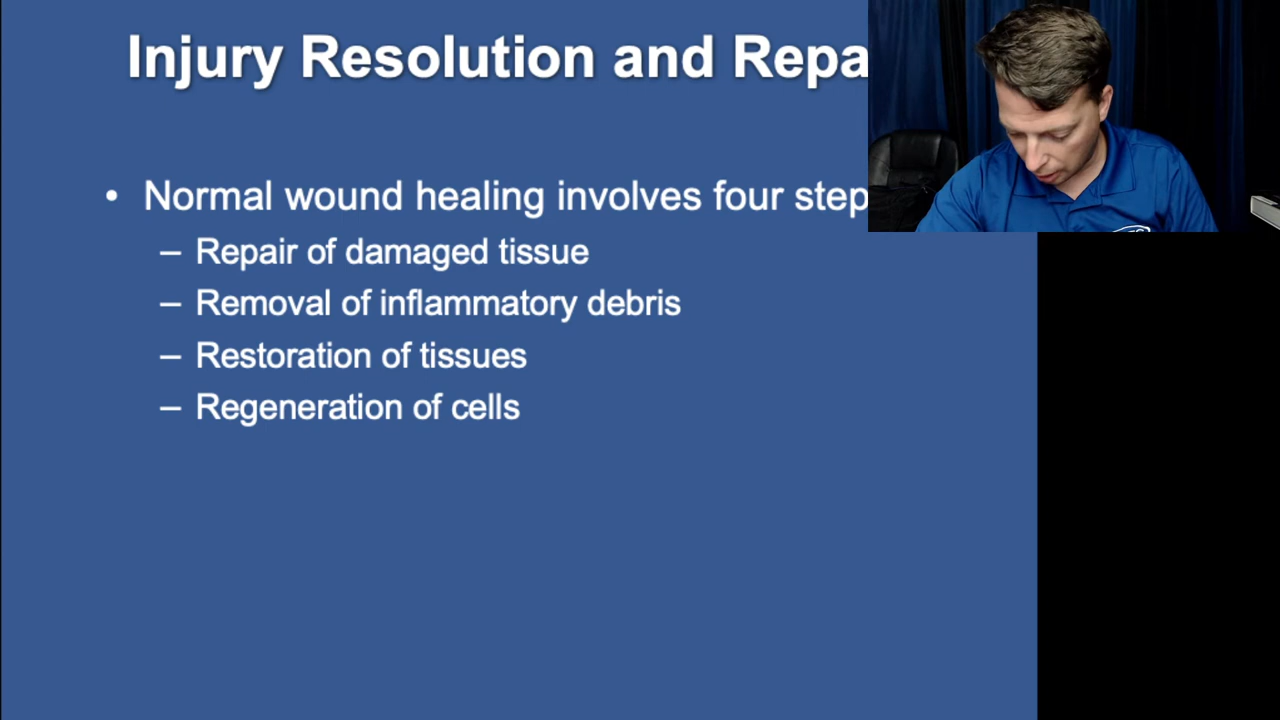 Injury Resolution and Repa
• Normal wound healing involves four step
– Repair of damaged tissue
– Removal of inflammatory debris
– Restoration of tissues
– Regeneration of cells